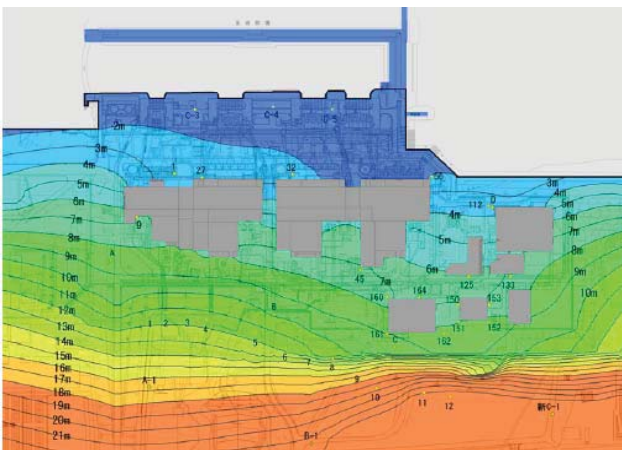 C-3
C-4
C-5
2m
3m
4m
5m
6m
7m
8m
9m
10m
11m
12m
13m
14m
15m
16m
17m
18m
19m
20m
21m
1
27
32
55
112
D
3m
4m
5m
6m
7m
8m
9m
10m
9
A
4m
5m
6m
7m
45
125
131
160
164
150
153
B
161
C
151
152
162
1
2
3
4
5
6
7
8
9
10
11
12
A-1
B-1
新C-1